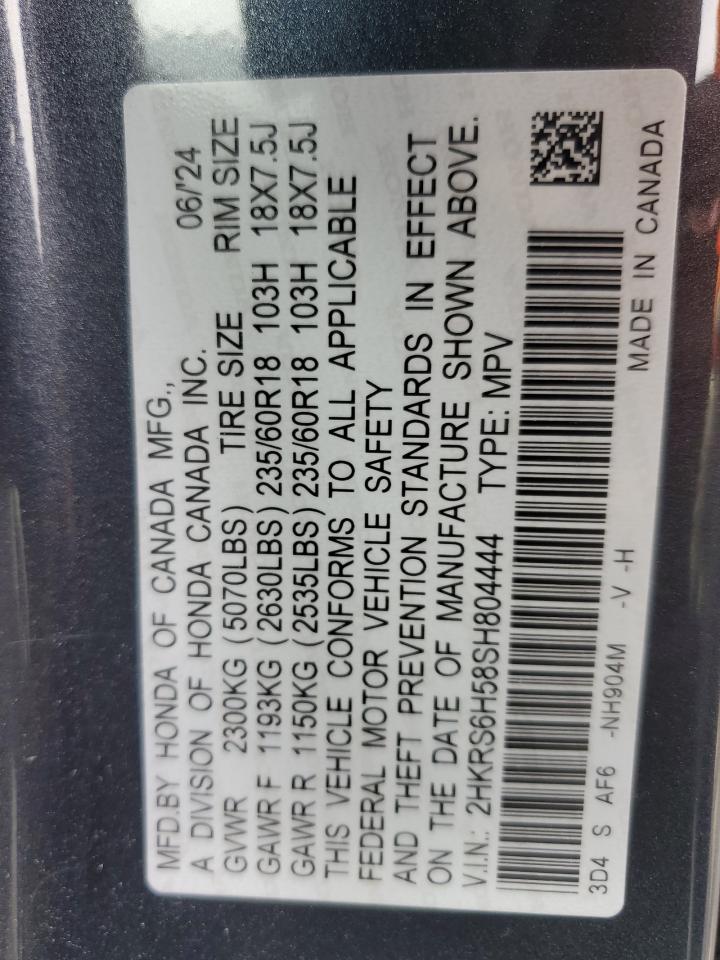 MFD.BY HONDA OF CANADA MFG., 06/'24
A DIVISION OF HONDA CANADA INC.
GVWR 2300KG (5070LBS) TIRE SIZE RIM SIZE
GAWR F 1193KG (2630LBS) 235/60R18 103H 18X7.5J
GAWR R 1150KG (2535LBS) 235/60R18 103H 18X7.5J
THIS VEHICLE CONFORMS TO ALL APPLICABLE
FEDERAL MOTOR VEHICLE SAFETY
AND THEFT PREVENTION STANDARDS IN EFFECT
ON THE DATE OF MANUFACTURE SHOWN ABOVE.
V.I.N.: 2HKRS6H58SH804444 TYPE: MPV
3D4 S AF6 -NH904M -V -H MADE IN CANADA